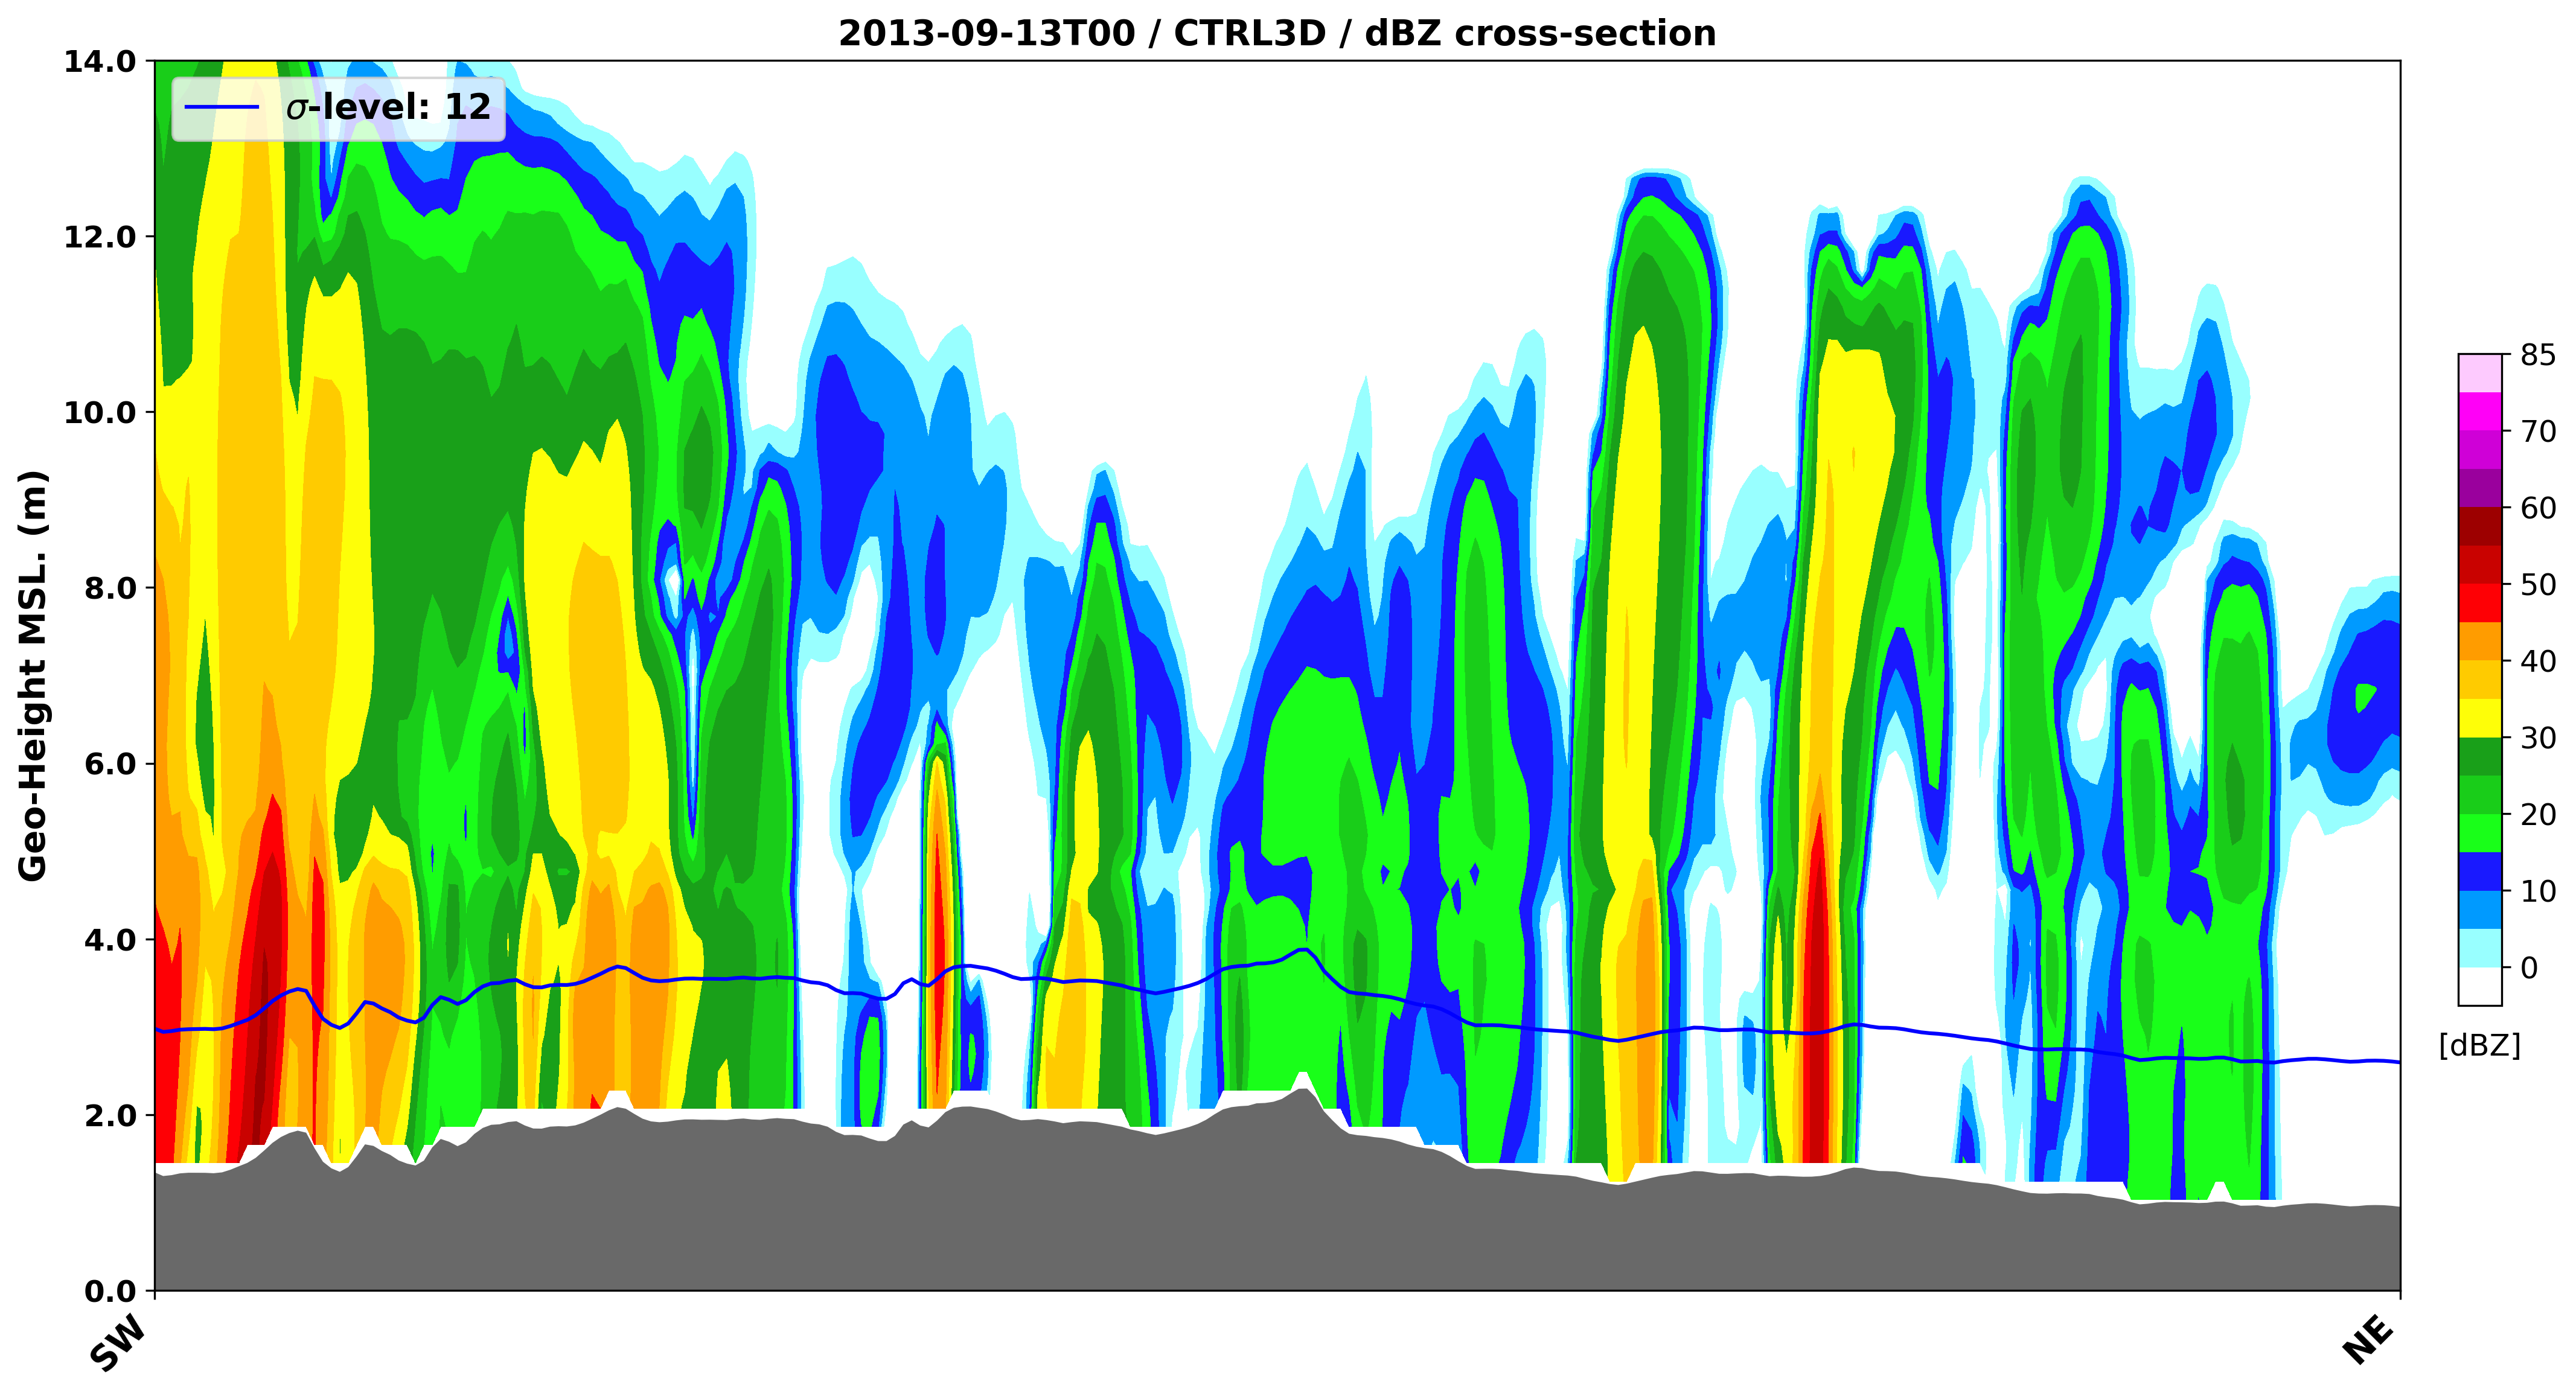 2013-09-13T00 / CTRL3D / dBZ cross-section
σ-level: 12
Geo-Height MSL. (m)
14.0
12.0
10.0
8.0
6.0
4.0
2.0
0.0
SW
NE
85
70
60
50
40
30
20
10
0
[dBZ]